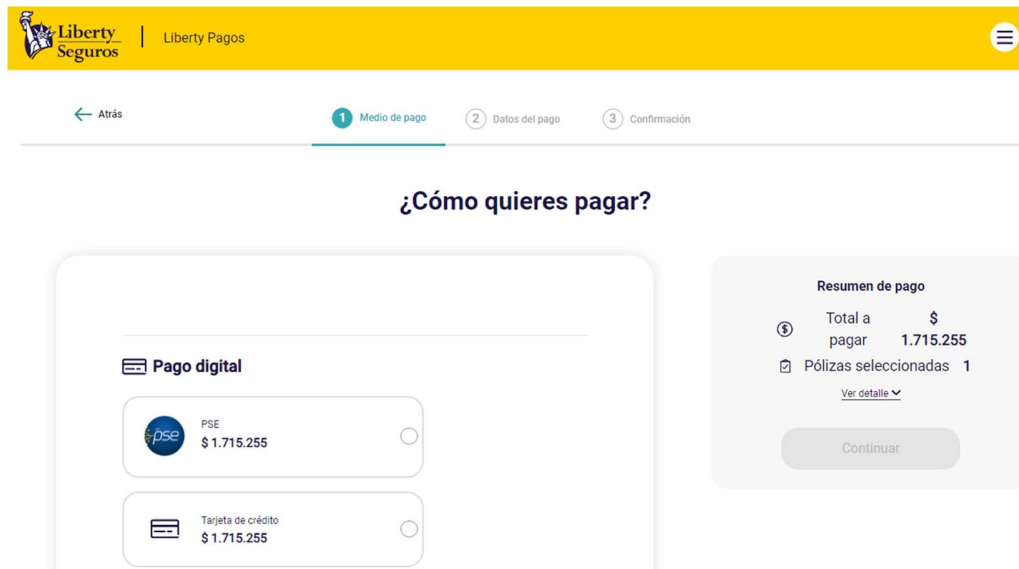 Liberty
Seguros
Liberty Pagos
Atrás
1 Medio de pago
2 Datos del pago
3 Confirmación
¿Cómo quieres pagar?
Pago digital
pse
PSE
$ 1.715.255
Tarjeta de crédito
$ 1.715.255
Resumen de pago
Total a $
pagar 1.715.255
Pólizas seleccionadas 1
Ver detalle
Continuar